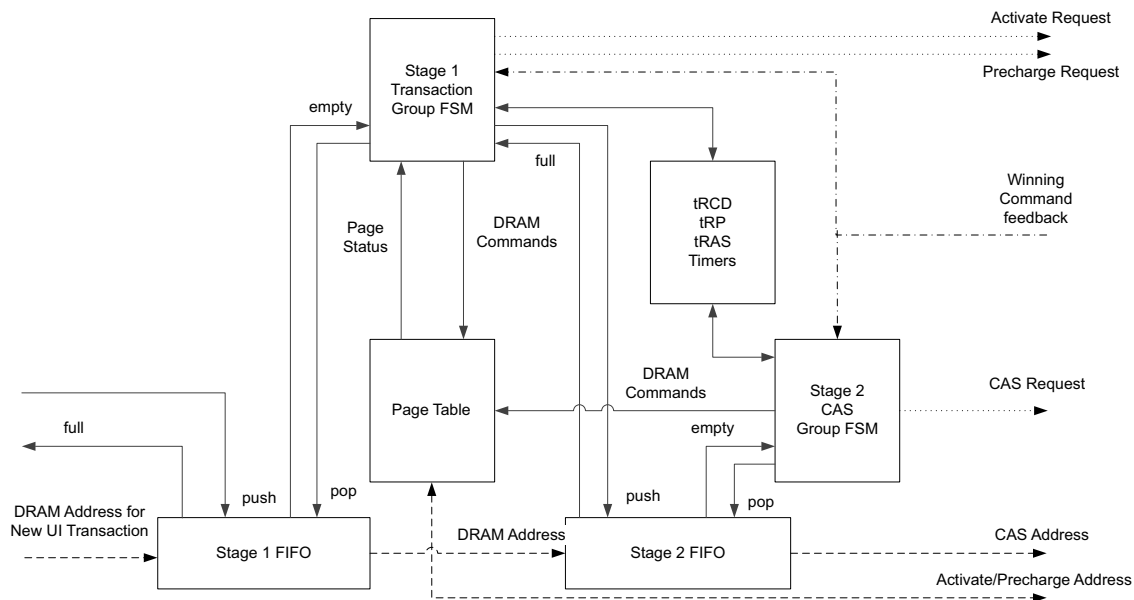 Activate Request
Precharge Request
Stage 1
Transaction
Group FSM
empty
full
tRCD
tRP
tRAS
Timers
Winning
Command
feedback
Page
Status
DRAM
Commands
Page Table
DRAM
Commands
Stage 2
CAS
Group FSM
CAS Request
full
empty
push
pop
push
pop
DRAM Address for
New UI Transaction
Stage 1 FIFO
DRAM Address
Stage 2 FIFO
CAS Address
Activate/Precharge Address